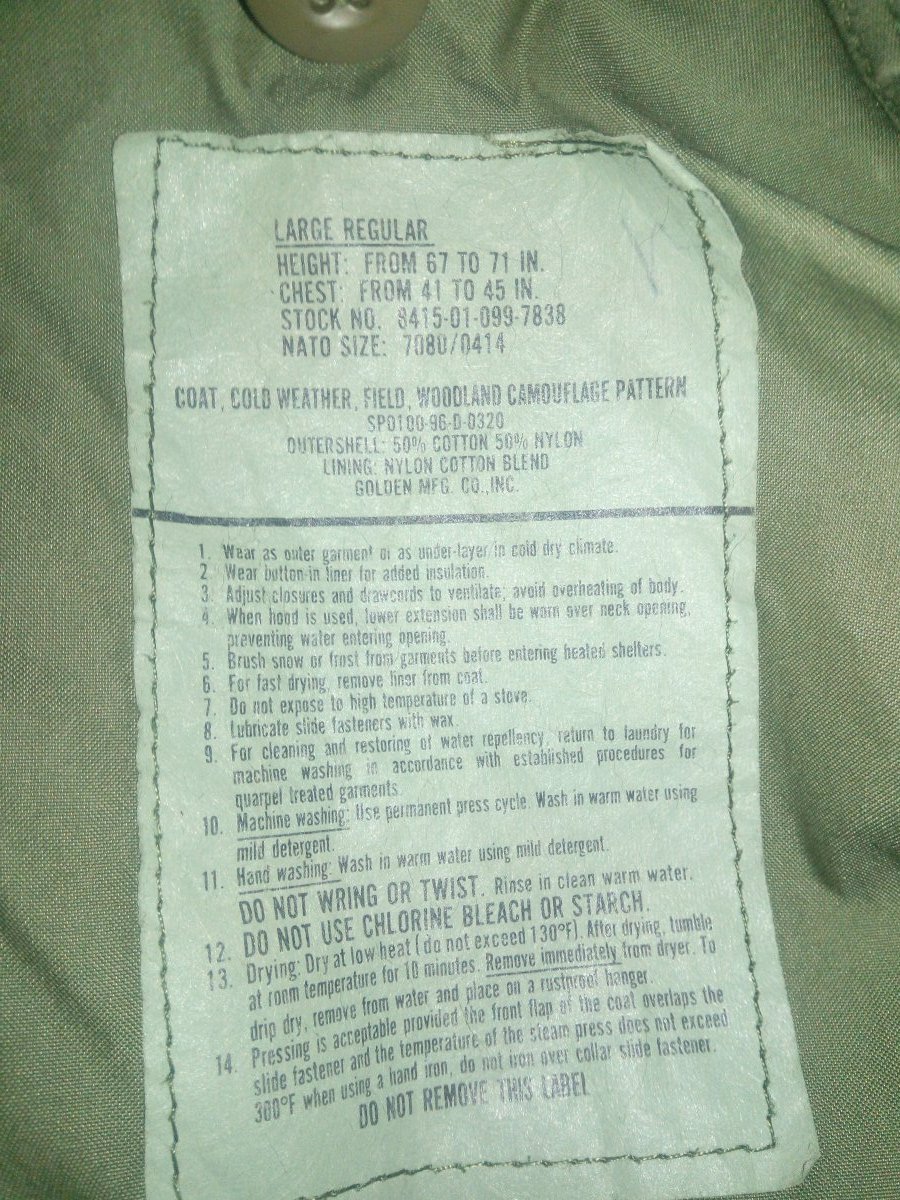 LARGE REGULAR
HEIGHT: FROM 67 TO 71 IN.
CHEST: FROM 41 TO 45 IN.
STOCK NO. 8415-01-099-7838
NATO SIZE: 7080/0414
COAT, COLD WEATHER, FIELD, WOODLAND CAMOUFLAGE PATTERN
SPO100-96-D-0320
OUTERSHELL: 50% COTTON 50% NYLON
LINING: NYLON COTTON BLEND
GOLDEN MFG. CO.,INC.
1. Wear as outer garment or as under-layer in cold dry climate.
2. Wear button-in liner for added insulation.
3. Adjust closures and drawcords to ventilate; avoid overheating of body.
4. When hood is used, lower extension shall be worn over neck opening,
preventing water entering opening.
5. Brush snow or frost from garments before entering heated shelters.
6. For fast drying, remove liner from coat.
7. Do not expose to high temperature of a stove.
8. Lubricate slide fasteners with wax.
9. For cleaning and restoring of water repellency, return to laundry for
machine washing in accordance with established procedures for
quarpel treated garments.
10. Machine washing: Use permanent press cycle. Wash in warm water using
mild detergent.
11. Hand washing: Wash in warm water using mild detergent.
DO NOT WRING OR TWIST. Rinse in clean warm water.
12. DO NOT USE CHLORINE BLEACH OR STARCH.
13. Drying: Dry at low heat (do not exceed 130°F). After drying, tumble
at room temperature for 10 minutes. Remove immediately from dryer. To
drip dry, remove from water and place on a rustproof hanger.
14. Pressing is acceptable provided the front flap of the coat overlaps the
slide fastener and the temperature of the steam press does not exceed
300°F when using a hand iron, do not iron over collar slide fastener.
DO NOT REMOVE THIS LABEL